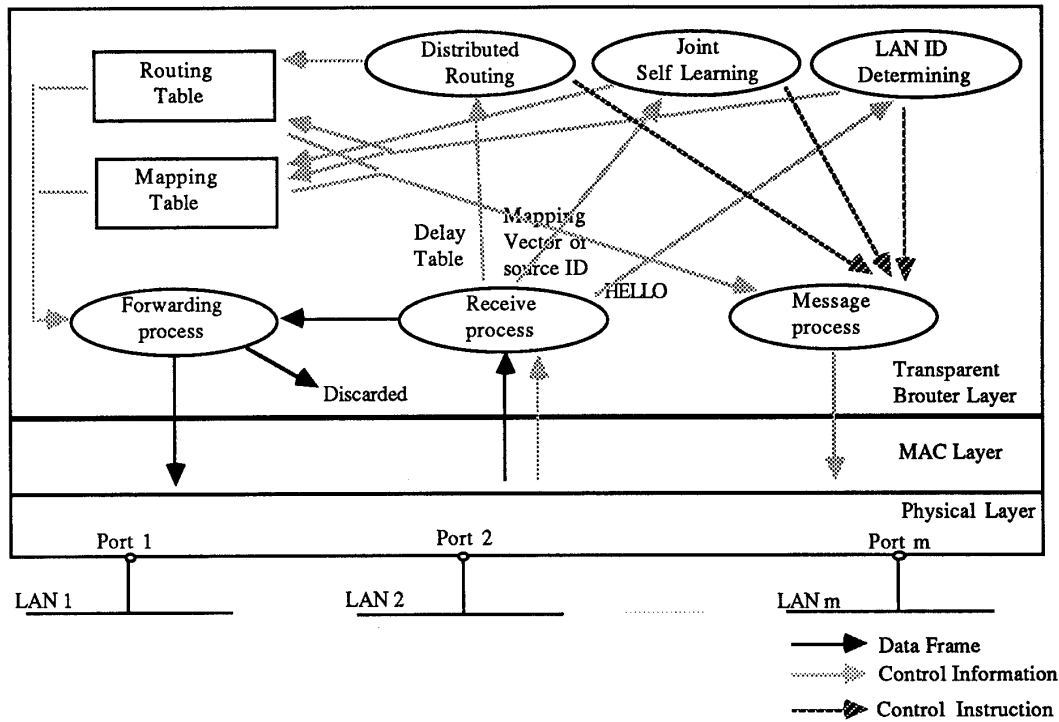 Routing
Table
Distributed
Routing
Joint
Self Learning
LAN ID
Determining
Mapping
Table
Delay
Table
Mapping
Vector or
source ID
HELLO
Forwarding
process
Receive
process
Message
process
Discarded
Transparent
Brouter Layer
MAC Layer
Physical Layer
Port 1
Port 2
Port m
LAN 1
LAN 2
LAN m
Data Frame
Control Information
Control Instruction